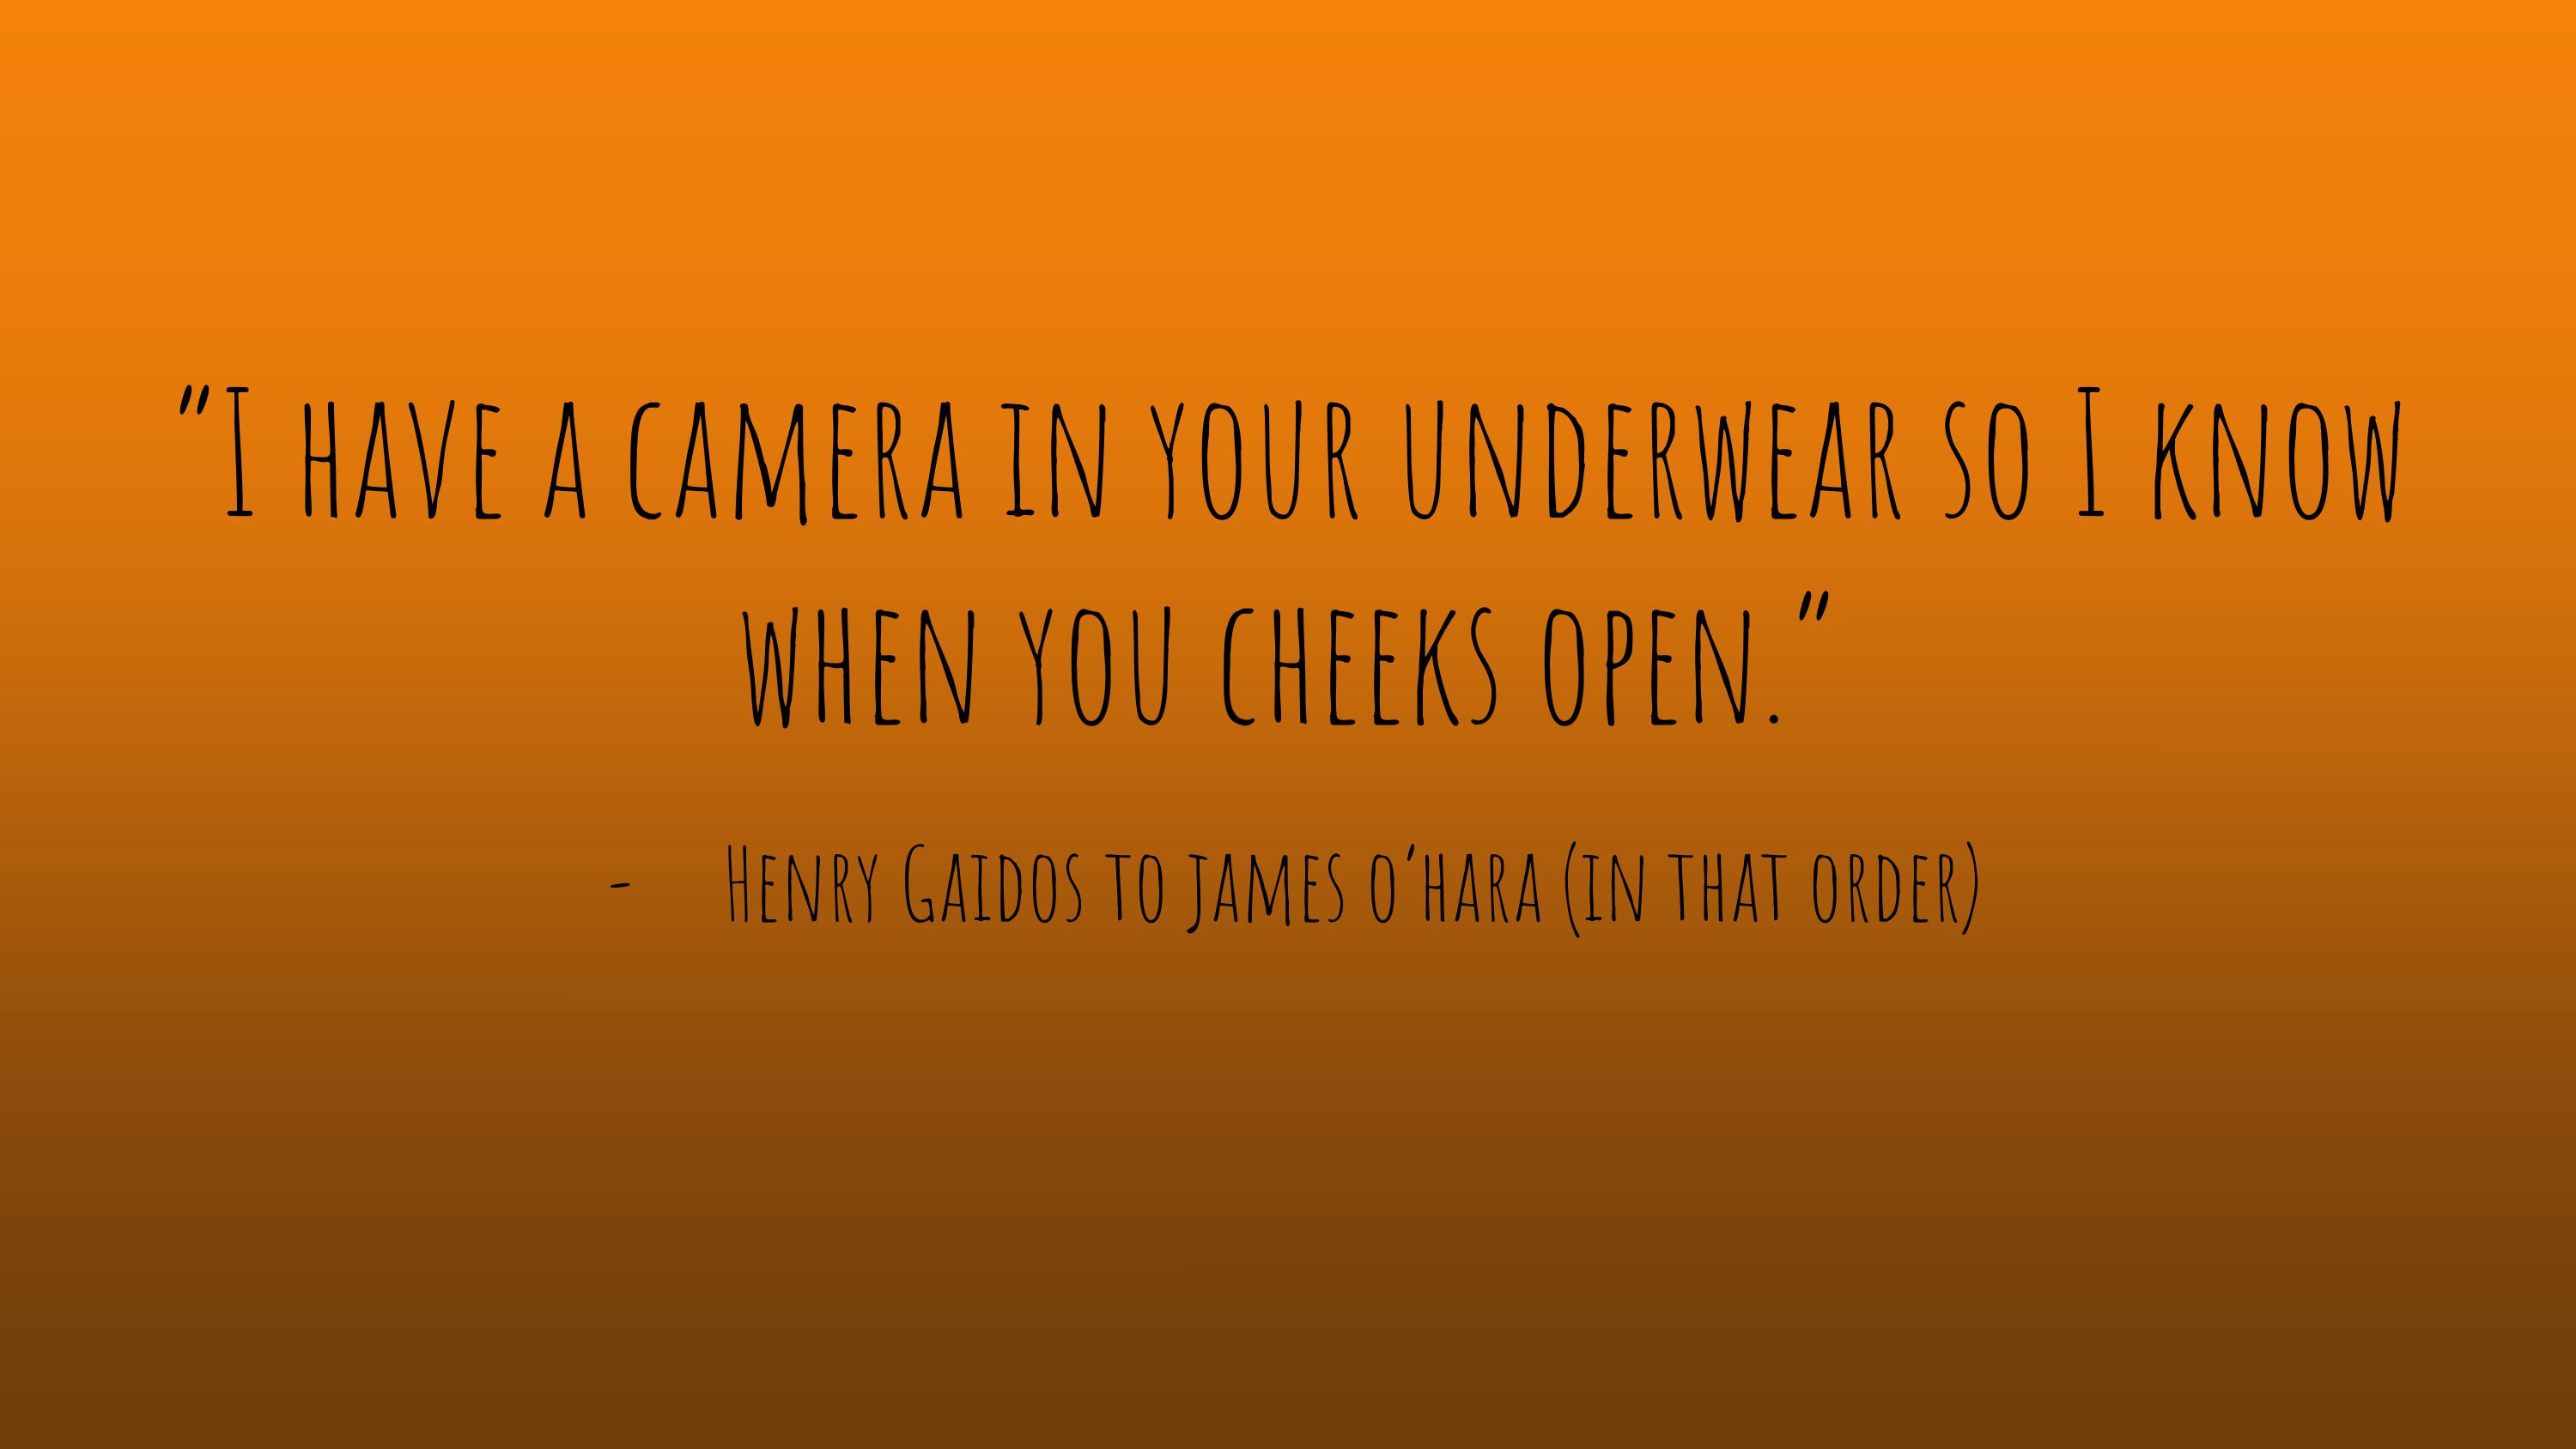 "I have a camera in your underwear so I know
when you cheeks open."
- Henry Gaidos to james o'hara (in that order)